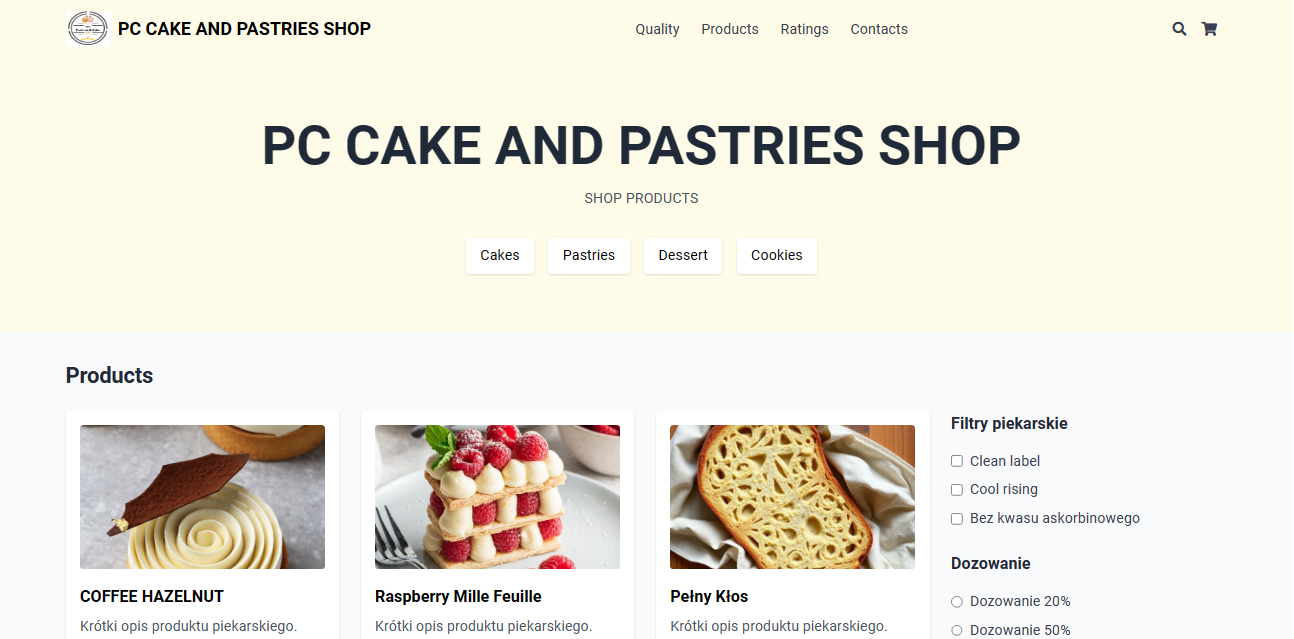 PC CAKE AND PASTRIES SHOP
Quality
Products
Ratings
Contacts
PC CAKE AND PASTRIES SHOP
SHOP PRODUCTS
Cakes
Pastries
Dessert
Cookies
Products
COFFEE HAZELNUT
Krótki opis produktu piekarskiego.
Raspberry Mille Feuille
Krótki opis produktu piekarskiego.
Pełny Kłos
Krótki opis produktu piekarskiego.
Filtry piekarskie
Clean label
Cool rising
Bez kwasu askorbinowego
Dozowanie
Dozowanie 20%
Dozowanie 50%